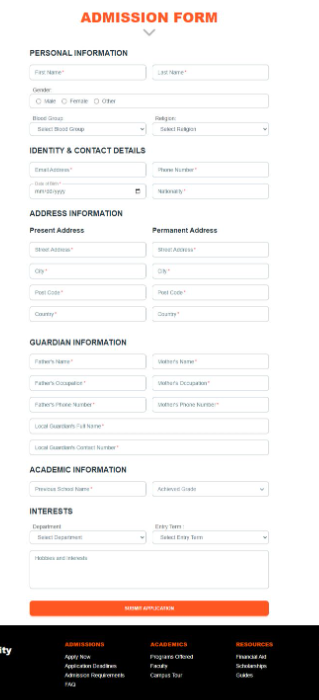 ADMISSION FORM
PERSONAL INFORMATION
First Name* Last Name*
Gender
Male Female Other
Blood Group Religion
Select Blood Group Select Religion
IDENTITY & CONTACT DETAILS
Email Address* Phone Number*
Date of Birth*
mm/dd/yyyy Nationality*
ADDRESS INFORMATION
Present Address Permanent Address
Street Address* Street Address*
City* City*
Post Code* Post Code*
Country* Country*
GUARDIAN INFORMATION
Father's Name* Mother's Name*
Father's Occupation* Mother's Occupation*
Father's Phone Number* Mother's Phone Number*
Local Guardian's Full Name*
Local Guardian's Contact Number*
ACADEMIC INFORMATION
Previous School Name* Achieved Grade
INTERESTS
Department Entry Term
Select Department Select Entry Term
Hobbies and Interests
SUBMIT APPLICATION
ity
ADMISSIONS ACADEMICS RESOURCES
Apply Now Programs Offered Financial Aid
Application Deadlines Faculty Scholarships
Admission Requirements Campus Tour Guides
FAQ